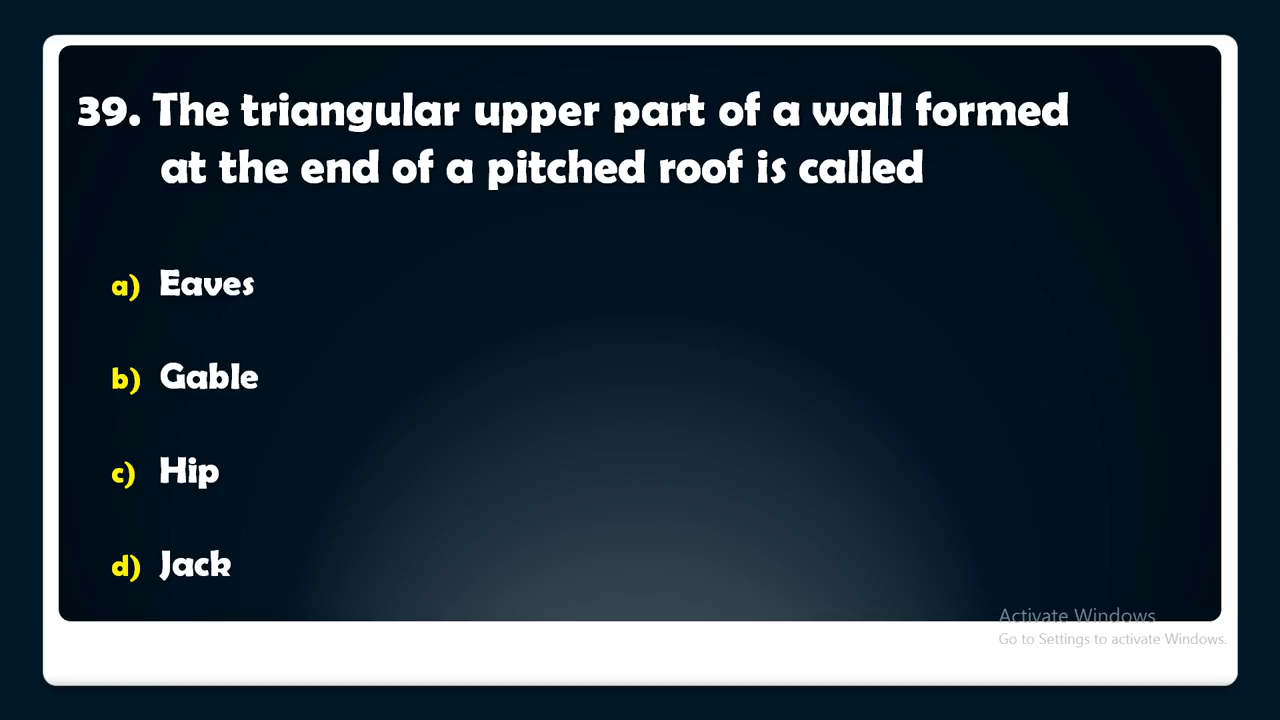 39. The triangular upper part of a wall formed
at the end of a pitched roof is called
a) Eaves
b) Gable
c) Hip
d) Jack
Activate Windows
Go to Settings to activate Windows.